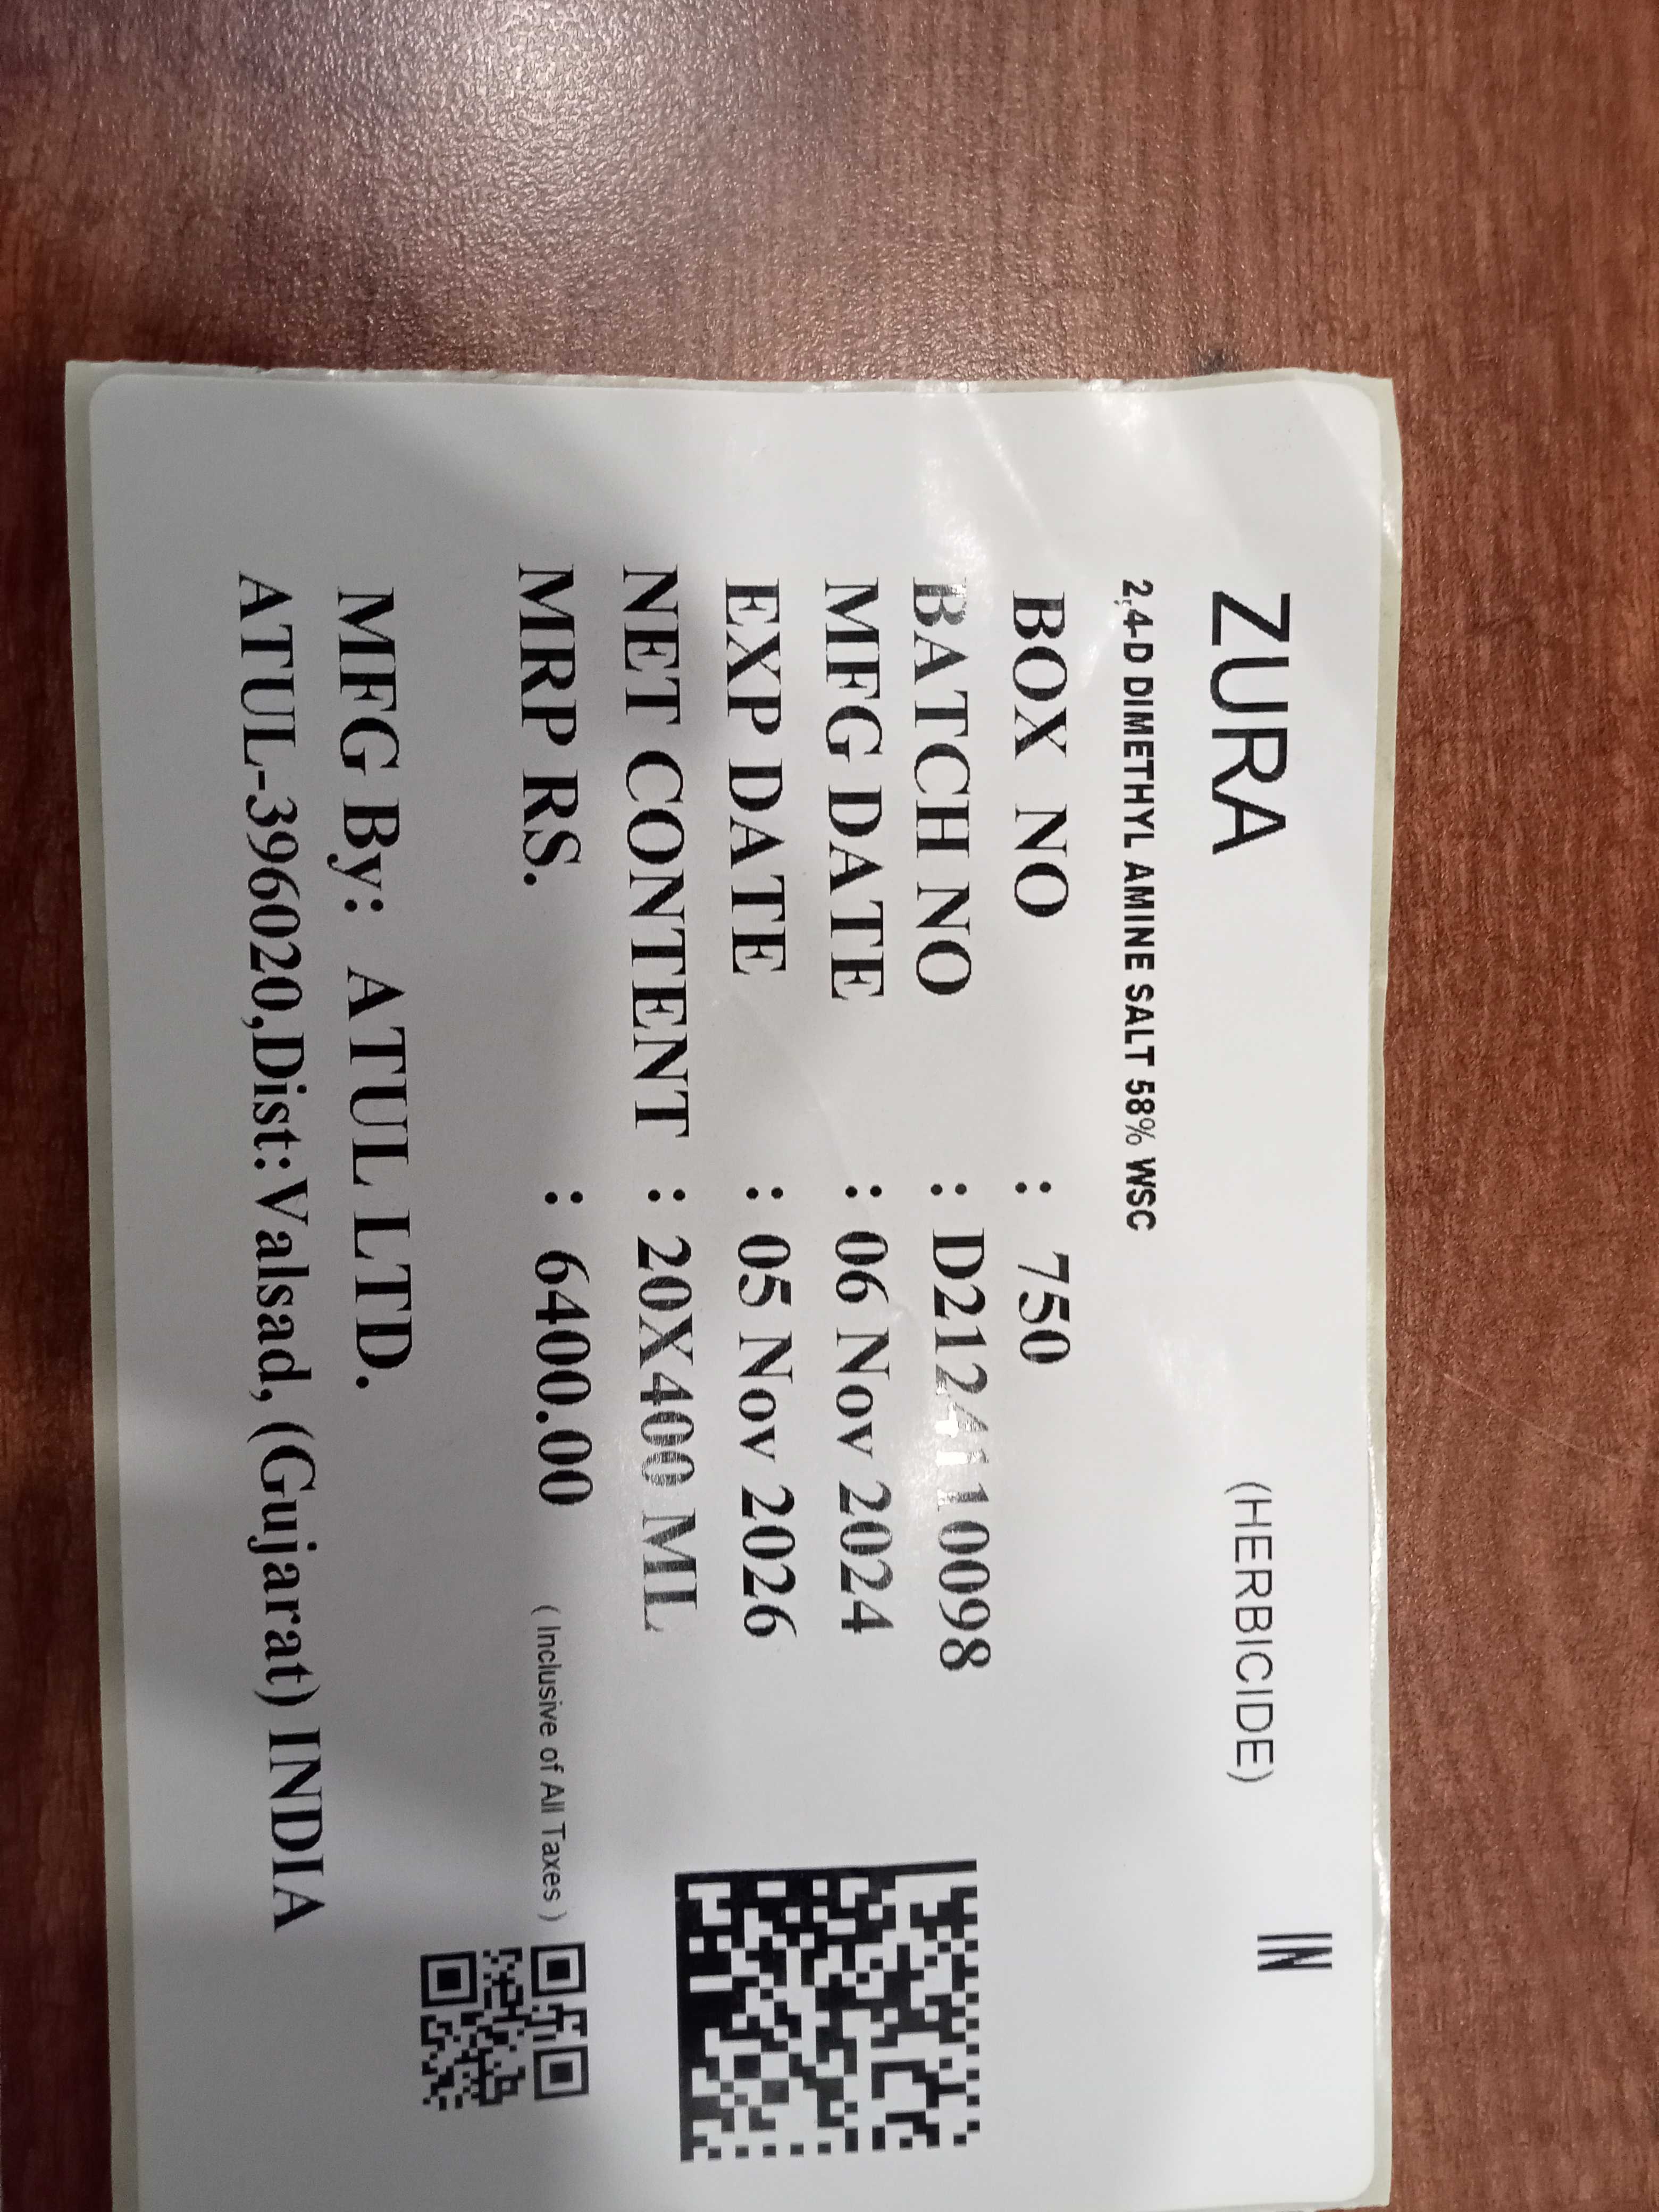 ZURA (HERBICIDE) IN
2,4-D DIMETHYL AMINE SALT 58% WSC
BOX NO : 750
BATCH NO : D2124110098
MFG DATE : 06 Nov 2024
EXP DATE : 05 Nov 2026
NET CONTENT : 20X400 ML
MRP RS. : 6400.00 ( Inclusive of All Taxes )
MFG By: ATUL LTD.
ATUL-396020,Dist:Valsad, (Gujarat) INDIA